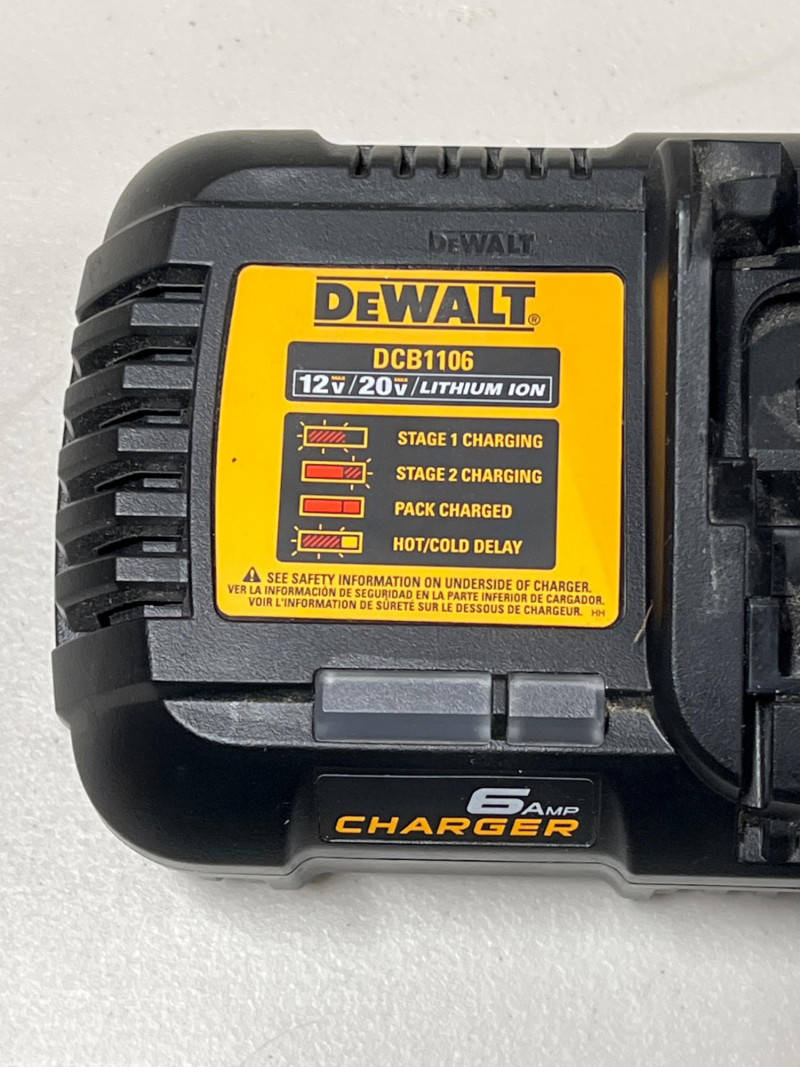 DEWALT
DEWALT®
DCB1106
12V MAX/20V MAX/LITHIUM ION
STAGE 1 CHARGING
STAGE 2 CHARGING
PACK CHARGED
HOT/COLD DELAY
SEE SAFETY INFORMATION ON UNDERSIDE OF CHARGER.
VER LA INFORMACIÓN DE SEGURIDAD EN LA PARTE INFERIOR DE CARGADOR.
VOIR L'INFORMATION DE SÛRETÉ SUR LE DESSOUS DE CHARGEUR. HH
6 AMP
CHARGER